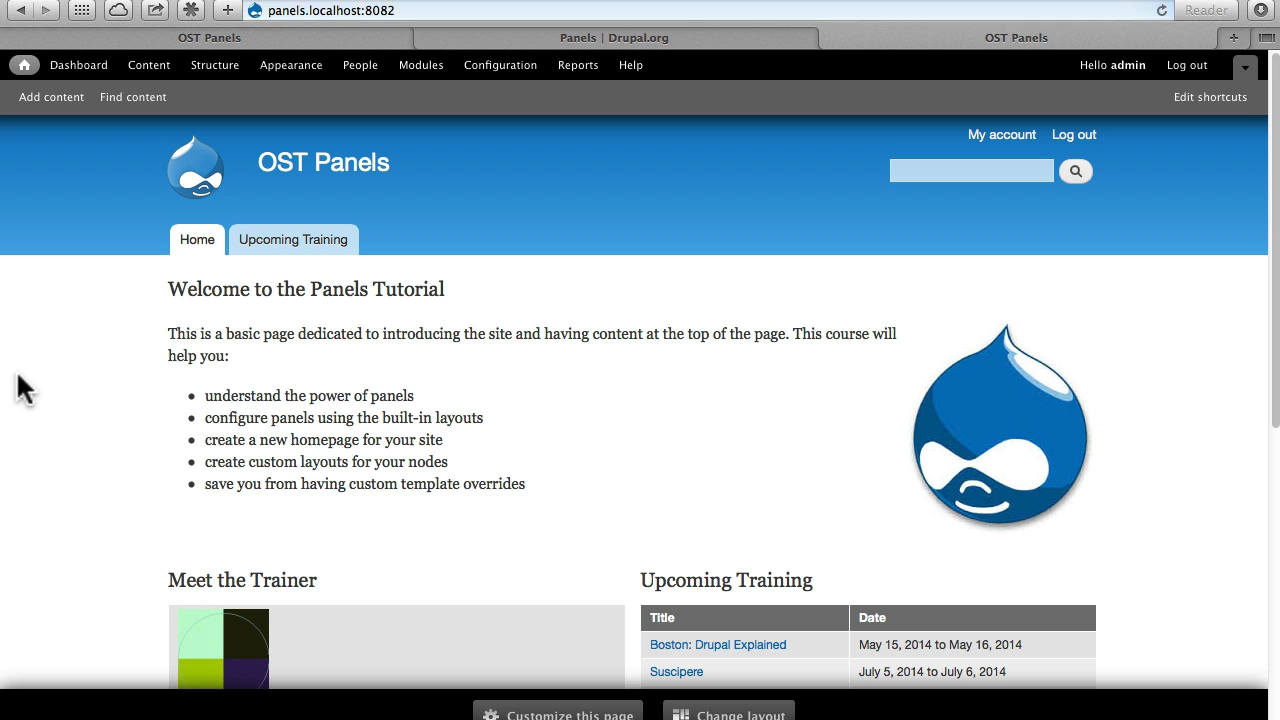 panels.localhost:8082
Reader
OST Panels
Panels | Drupal.org
OST Panels
Dashboard Content Structure Appearance People Modules Configuration Reports Help
Hello admin Log out
Add content Find content
Edit shortcuts
My account Log out
OST Panels
Home Upcoming Training
Welcome to the Panels Tutorial
This is a basic page dedicated to introducing the site and having content at the top of the page. This course will
help you:
• understand the power of panels
• configure panels using the built-in layouts
• create a new homepage for your site
• create custom layouts for your nodes
• save you from having custom template overrides
Meet the Trainer
Upcoming Training
Title Date
Boston: Drupal Explained May 15, 2014 to May 16, 2014
Suscipere July 5, 2014 to July 6, 2014
Customize this page Change layout